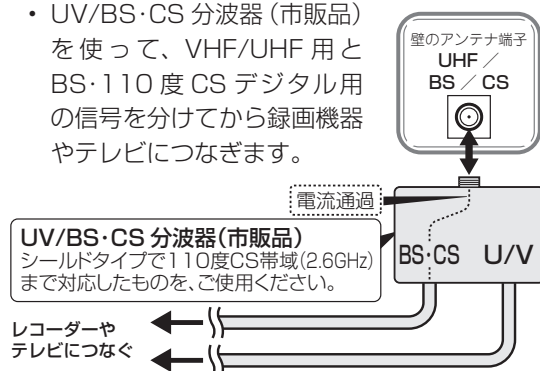 • UV/BS･CS 分波器（市販品）
を使って、VHF/UHF 用と
BS･110 度 CS デジタル用
の信号を分けてから録画機器
やテレビにつなぎます。
壁のアンテナ端子
UHF ／
BS ／ CS
電流通過
UV/BS･CS 分波器(市販品)
シールドタイプで110度CS帯域(2.6GHz)
まで対応したものを、ご使用ください。
BS･CS U/V
レコーダーや
テレビにつなぐ